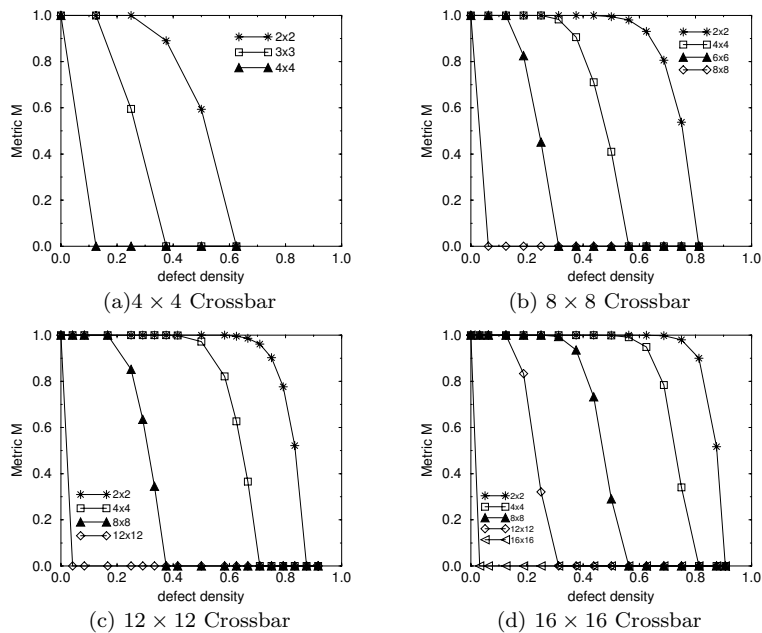 1.0
0.8
0.6
0.4
0.2
0.0
Metric M
2x2
3x3
4x4
0.0 0.2 0.4 0.6 0.8 1.0
defect density
(a)4 × 4 Crossbar
1.0
0.8
0.6
0.4
0.2
0.0
Metric M
2x2
4x4
6x6
8x8
0.0 0.2 0.4 0.6 0.8 1.0
defect density
(b) 8 × 8 Crossbar
1.0
0.8
0.6
0.4
0.2
0.0
Metric M
2x2
4x4
8x8
12x12
0.0 0.2 0.4 0.6 0.8 1.0
defect density
(c) 12 × 12 Crossbar
1.0
0.8
0.6
0.4
0.2
0.0
Metric M
2x2
4x4
8x8
12x12
16x16
0.0 0.2 0.4 0.6 0.8 1.0
defect density
(d) 16 × 16 Crossbar